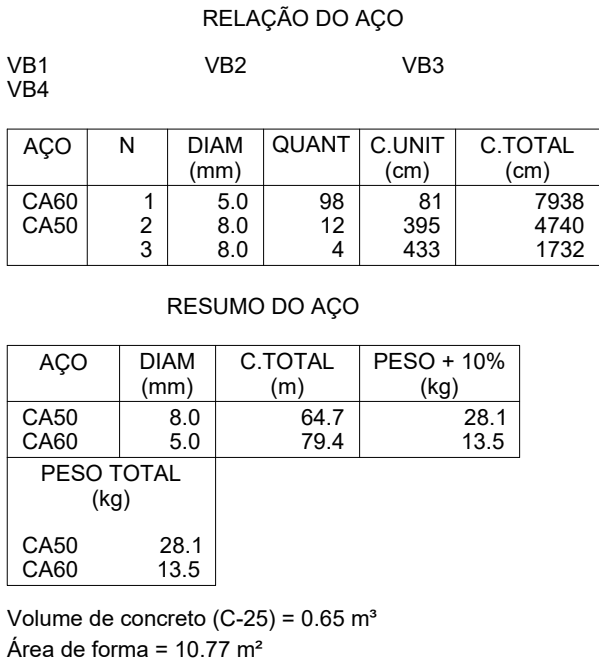 RELAÇÃO DO AÇO
VB1 VB2 VB3
VB4
AÇO N DIAM QUANT C.UNIT C.TOTAL
(mm) (cm) (cm)
CA60 1 5.0 98 81 7938
CA50 2 8.0 12 395 4740
3 8.0 4 433 1732
RESUMO DO AÇO
AÇO DIAM C.TOTAL PESO + 10%
(mm) (m) (kg)
CA50 8.0 64.7 28.1
CA60 5.0 79.4 13.5
PESO TOTAL
(kg)
CA50 28.1
CA60 13.5
Volume de concreto (C-25) = 0.65 m³
Área de forma = 10.77 m²